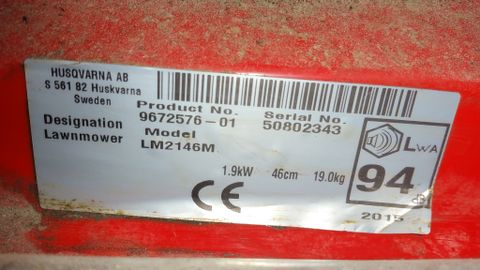 HUSQVARNA AB
S 561 82 Huskvarna
Sweden
Product No. Serial No.
Designation 9672576-01 50802343
Lawnmower Model
LM2146M
1.9kW 46cm 19.0kg
CE
LWA
94
dB
2015